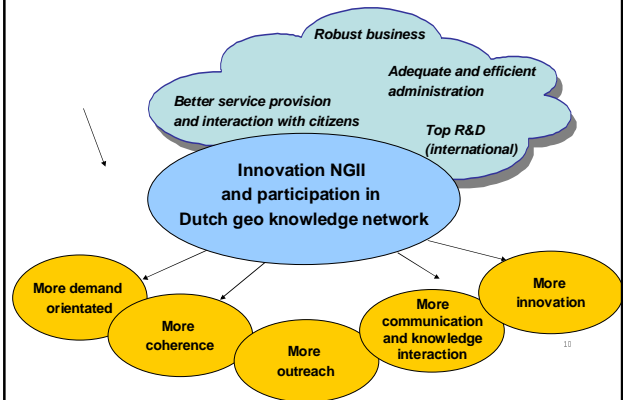 Robust business
Adequate and efficient
administration
Better service provision
and interaction with citizens
Top R&D
(international)
Innovation NGII
and participation in
Dutch geo knowledge network
More demand
orientated
More
coherence
More
outreach
More
communication
and knowledge
interaction
More
innovation
10